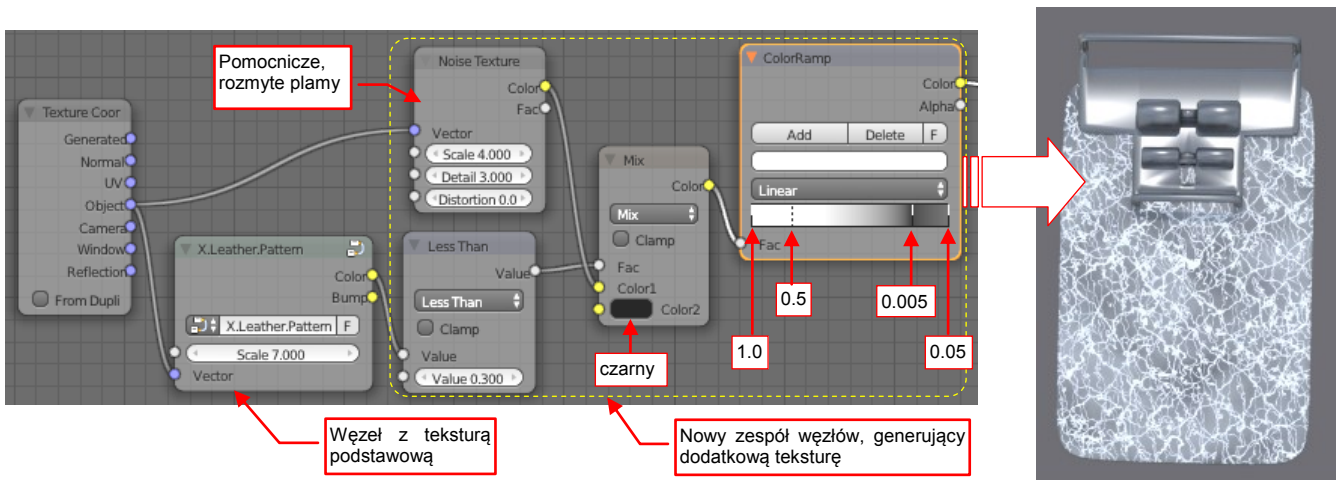 Pomocnicze,
rozmyte plamy
Texture Coor
Generated
Normal
UV
Object
Camera
Window
Reflection
From Dupli
X.Leather.Pattern
Color
Bump
X.Leather.Pattern F
Scale 7.000
Vector
Węzeł z teksturą
podstawową
Noise Texture
Color
Fac
Vector
Scale 4.000
Detail 3.000
Distortion 0.0
Less Than
Value
Less Than
Clamp
Value
Value 0.300
Mix
Color
Mix
Clamp
Fac
Color1
Color2
czarny
ColorRamp
Color
Alpha
Add Delete F
Linear
Fac
1.0
0.5
0.005
0.05
Nowy zespół węzłów, generujący
dodatkową teksturę